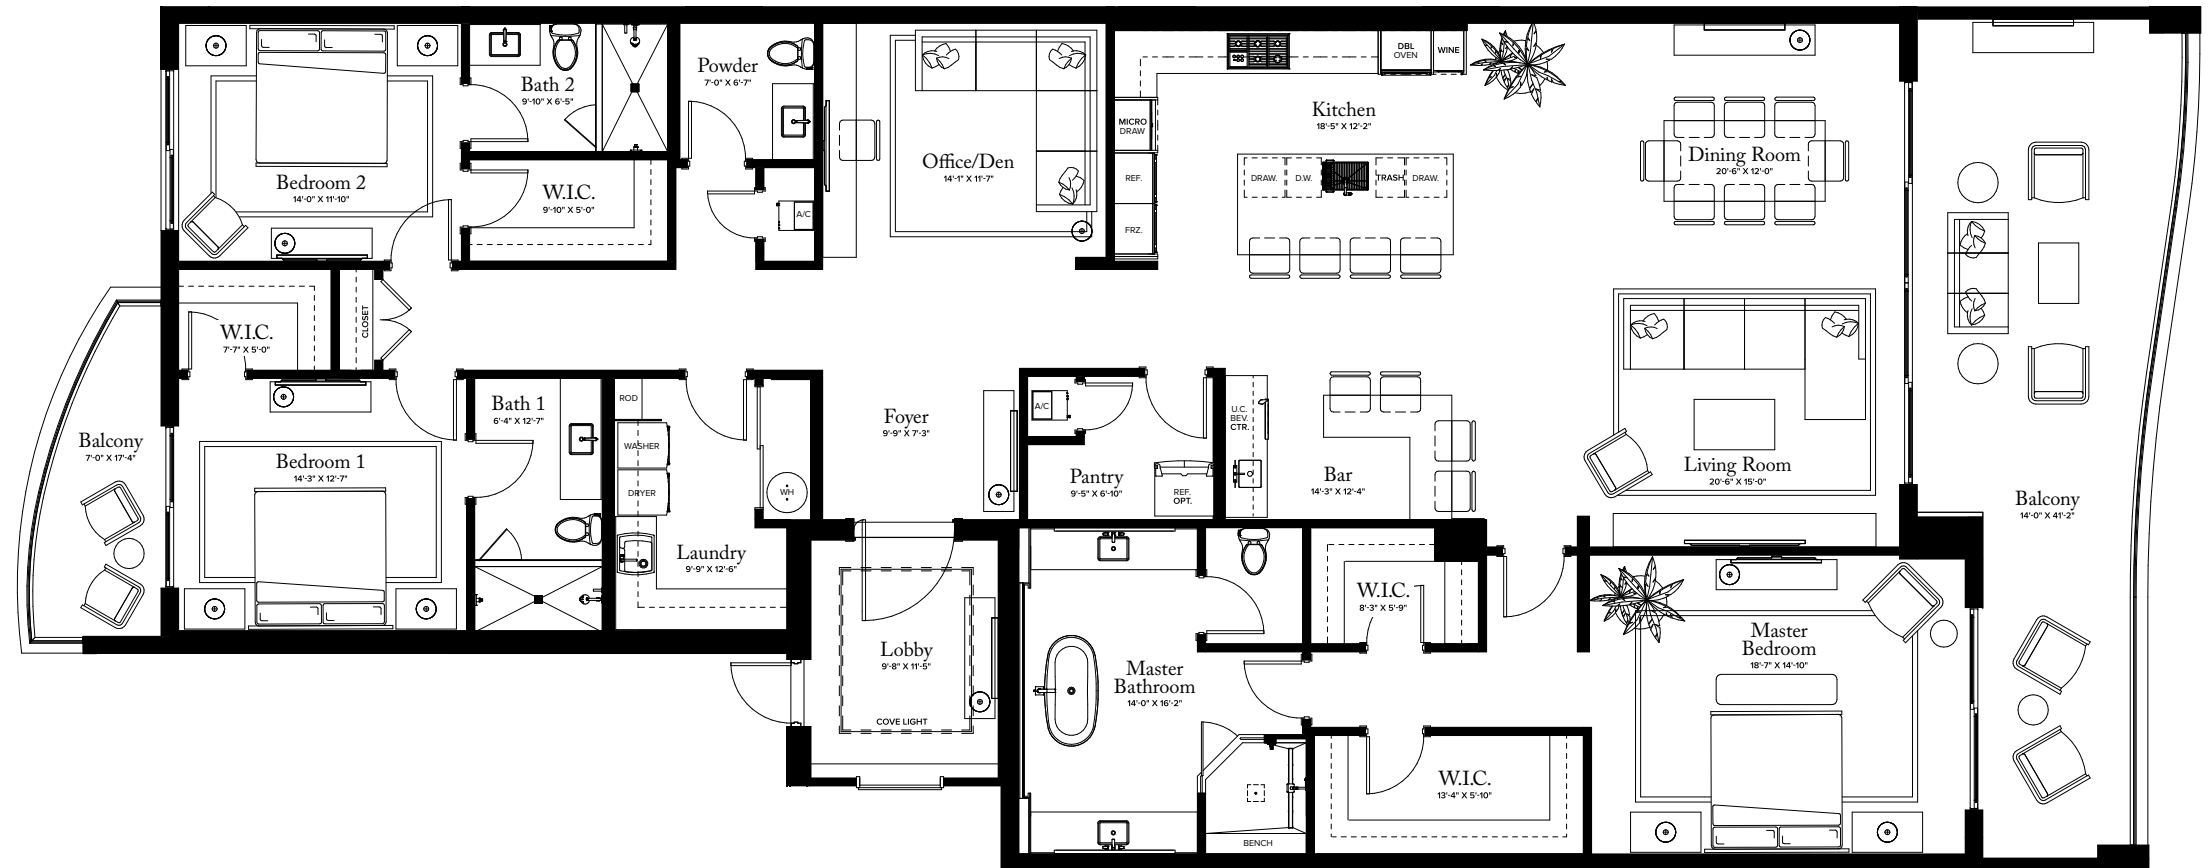 Bedroom 2
14'-0" X 11'-10"
Bath 2
9'-10" X 6'-5"
W.I.C.
9'-10" X 5'-0"
Powder
7'-0" X 6'-7"
A/C
Office/Den
14'-1" X 11'-7"
Kitchen
18'-5" X 12'-2"
DBL
OVEN
WINE
MICRO
DRAW
REF.
FRZ.
DRAW.
D.W.
TRASH
DRAW.
Dining Room
20'-6" X 12'-0"
W.I.C.
7'-7" X 5'-0"
CLOSET
Balcony
7'-0" X 17'-4"
Bedroom 1
14'-3" X 12'-7"
Bath 1
6'-4" X 12'-7"
ROD
WASHER
DRYER
WH
Laundry
9'-9" X 12'-6"
Foyer
9'-9" X 7'-3"
A/C
Pantry
9'-5" X 6'-10"
REF.
OPT.
U.C.
BEV.
CTR.
Bar
14'-3" X 12'-4"
Living Room
20'-6" X 15'-0"
Balcony
14'-0" X 41'-2"
Lobby
9'-8" X 11'-5"
COVE LIGHT
Master
Bathroom
14'-0" X 16'-2"
BENCH
W.I.C.
8'-3" X 5'-9"
W.I.C.
13'-4" X 5'-10"
Master
Bedroom
18'-7" X 14'-10"